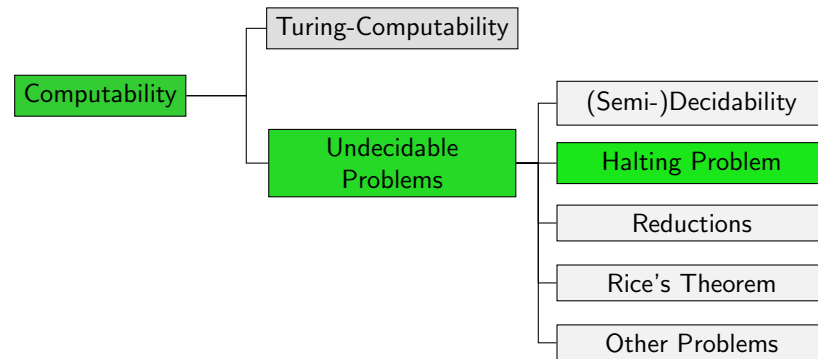 Turing-Computability
Computability
Undecidable
Problems
(Semi-)Decidability
Halting Problem
Reductions
Rice's Theorem
Other Problems